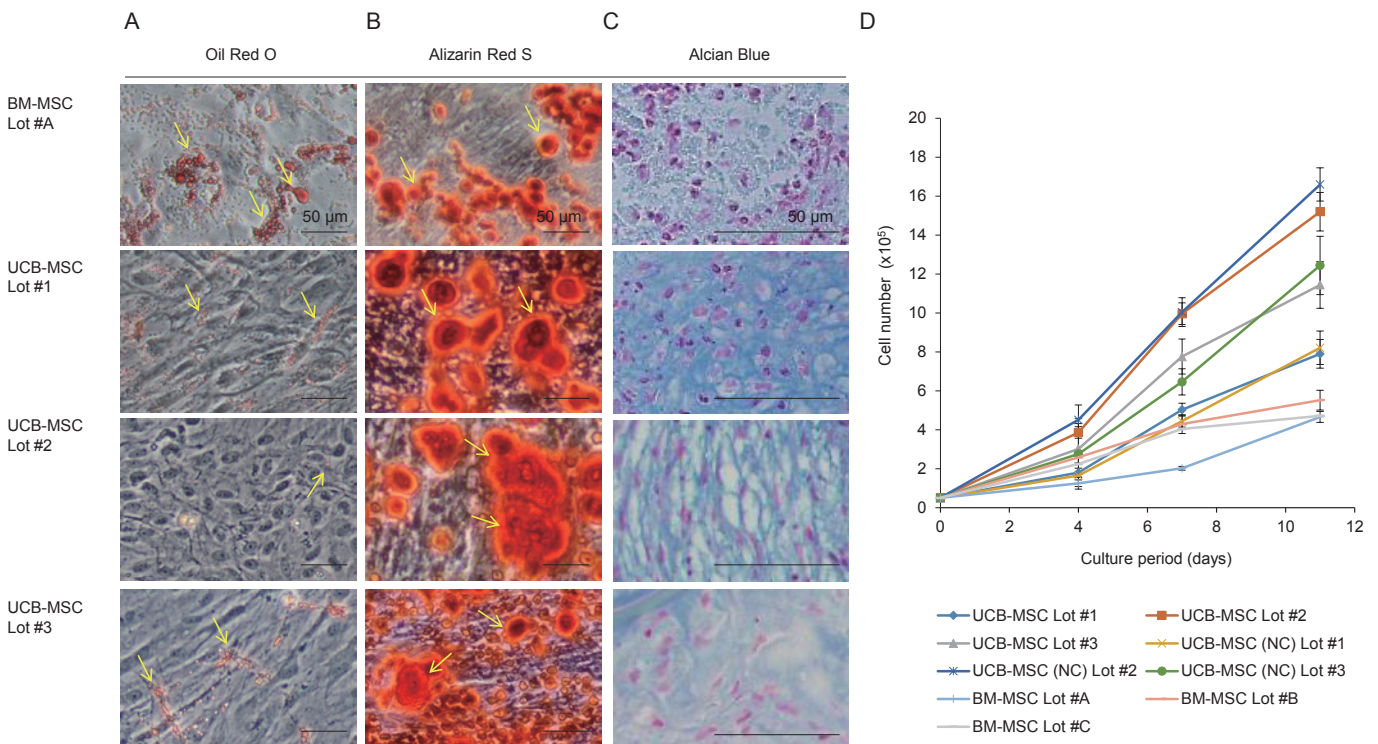 A
B
C
D
Oil Red O
Alizarin Red S
Alcian Blue
BM-MSC
Lot #A
50 µm
50 µm
UCB-MSC
Lot #1
UCB-MSC
Lot #2
UCB-MSC
Lot #3
Cell number (x10⁵)
20
18
16
14
12
10
8
6
4
2
0
0
2
4
6
8
10
12
Culture period (days)
UCB-MSC Lot #1
UCB-MSC Lot #2
UCB-MSC Lot #3
UCB-MSC (NC) Lot #1
UCB-MSC (NC) Lot #2
UCB-MSC (NC) Lot #3
BM-MSC Lot #A
BM-MSC Lot #B
BM-MSC Lot #C